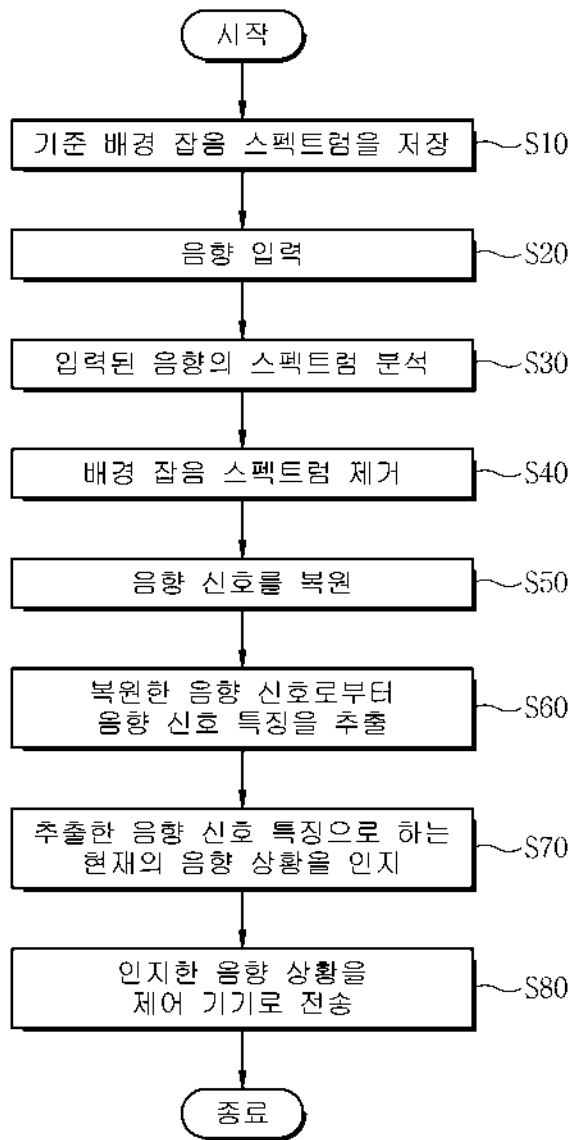 시작
기준 배경 잡음 스펙트럼을 저장
S10
음향 입력
S20
입력된 음향의 스펙트럼 분석
S30
배경 잡음 스펙트럼 제거
S40
음향 신호를 복원
S50
복원한 음향 신호로부터
음향 신호 특징을 추출
S60
추출한 음향 신호 특징으로 하는
현재의 음향 상황을 인지
S70
인지한 음향 상황을
제어 기기로 전송
S80
종료